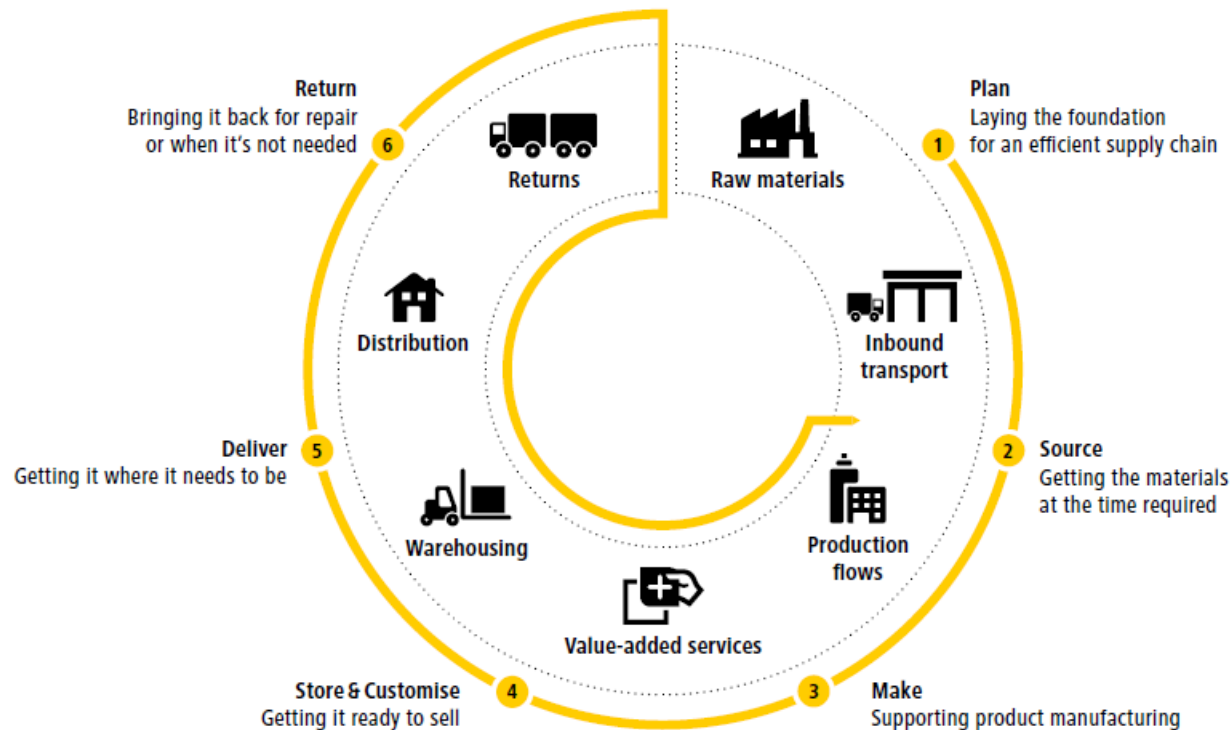 1
Plan
Laying the foundation
for an efficient supply chain
2
Source
Getting the materials
at the time required
3
Make
Supporting product manufacturing
4
Store & Customise
Getting it ready to sell
5
Deliver
Getting it where it needs to be
6
Return
Bringing it back for repair
or when it's not needed
Raw materials
Inbound
transport
Production
flows
Value-added services
Warehousing
Distribution
Returns